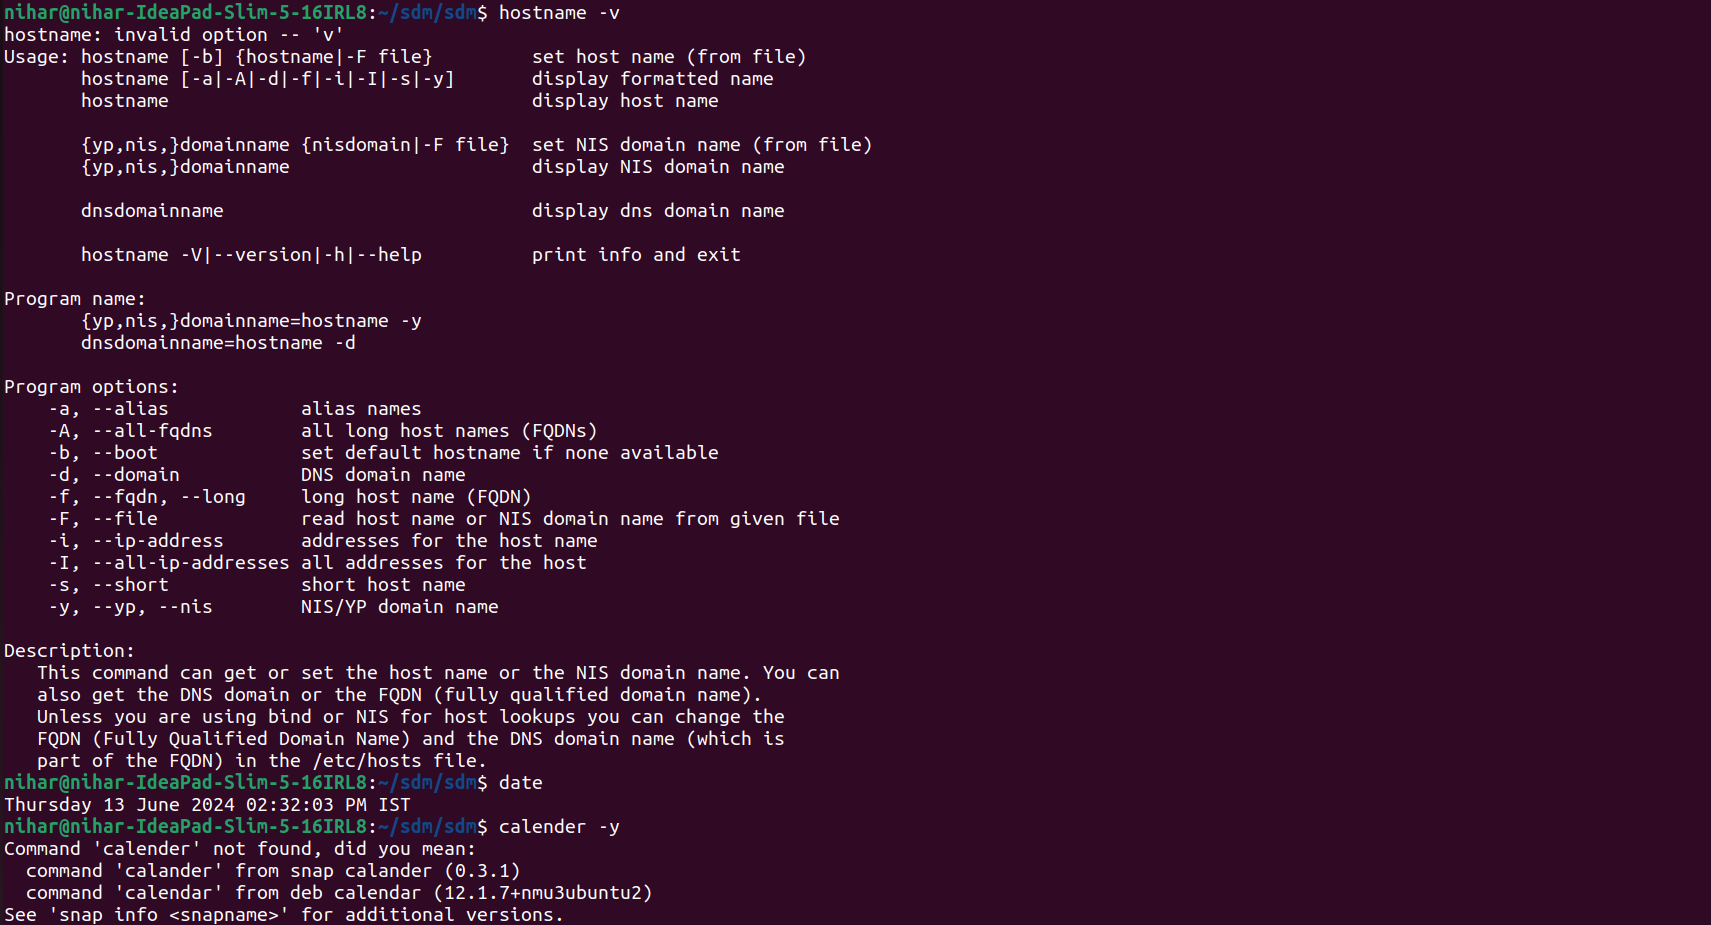 nihar@nihar-IdeaPad-Slim-5-16IRL8:~/sdm/sdm$ hostname -v
hostname: invalid option -- 'v'
Usage: hostname [-b] {hostname|-F file}         set host name (from file)
       hostname [-a|-A|-d|-f|-i|-I|-s|-y]       display formatted name
       hostname                                 display host name

       {yp,nis,}domainname {nisdomain|-F file}  set NIS domain name (from file)
       {yp,nis,}domainname                      display NIS domain name

       dnsdomainname                            display dns domain name

       hostname -V|--version|-h|--help          print info and exit

Program name:
       {yp,nis,}domainname=hostname -y
       dnsdomainname=hostname -d

Program options:
    -a, --alias            alias names
    -A, --all-fqdns        all long host names (FQDNs)
    -b, --boot             set default hostname if none available
    -d, --domain           DNS domain name
    -f, --fqdn, --long     long host name (FQDN)
    -F, --file             read host name or NIS domain name from given file
    -i, --ip-address       addresses for the host name
    -I, --all-ip-addresses all addresses for the host
    -s, --short            short host name
    -y, --yp, --nis        NIS/YP domain name

Description:
   This command can get or set the host name or the NIS domain name. You can
   also get the DNS domain or the FQDN (fully qualified domain name).
   Unless you are using bind or NIS for host lookups you can change the
   FQDN (Fully Qualified Domain Name) and the DNS domain name (which is
   part of the FQDN) in the /etc/hosts file.
nihar@nihar-IdeaPad-Slim-5-16IRL8:~/sdm/sdm$ date
Thursday 13 June 2024 02:32:03 PM IST
nihar@nihar-IdeaPad-Slim-5-16IRL8:~/sdm/sdm$ calender -y
Command 'calender' not found, did you mean:
  command 'calander' from snap calander (0.3.1)
  command 'calendar' from deb calendar (12.1.7+nmu3ubuntu2)
See 'snap info <snapname>' for additional versions.